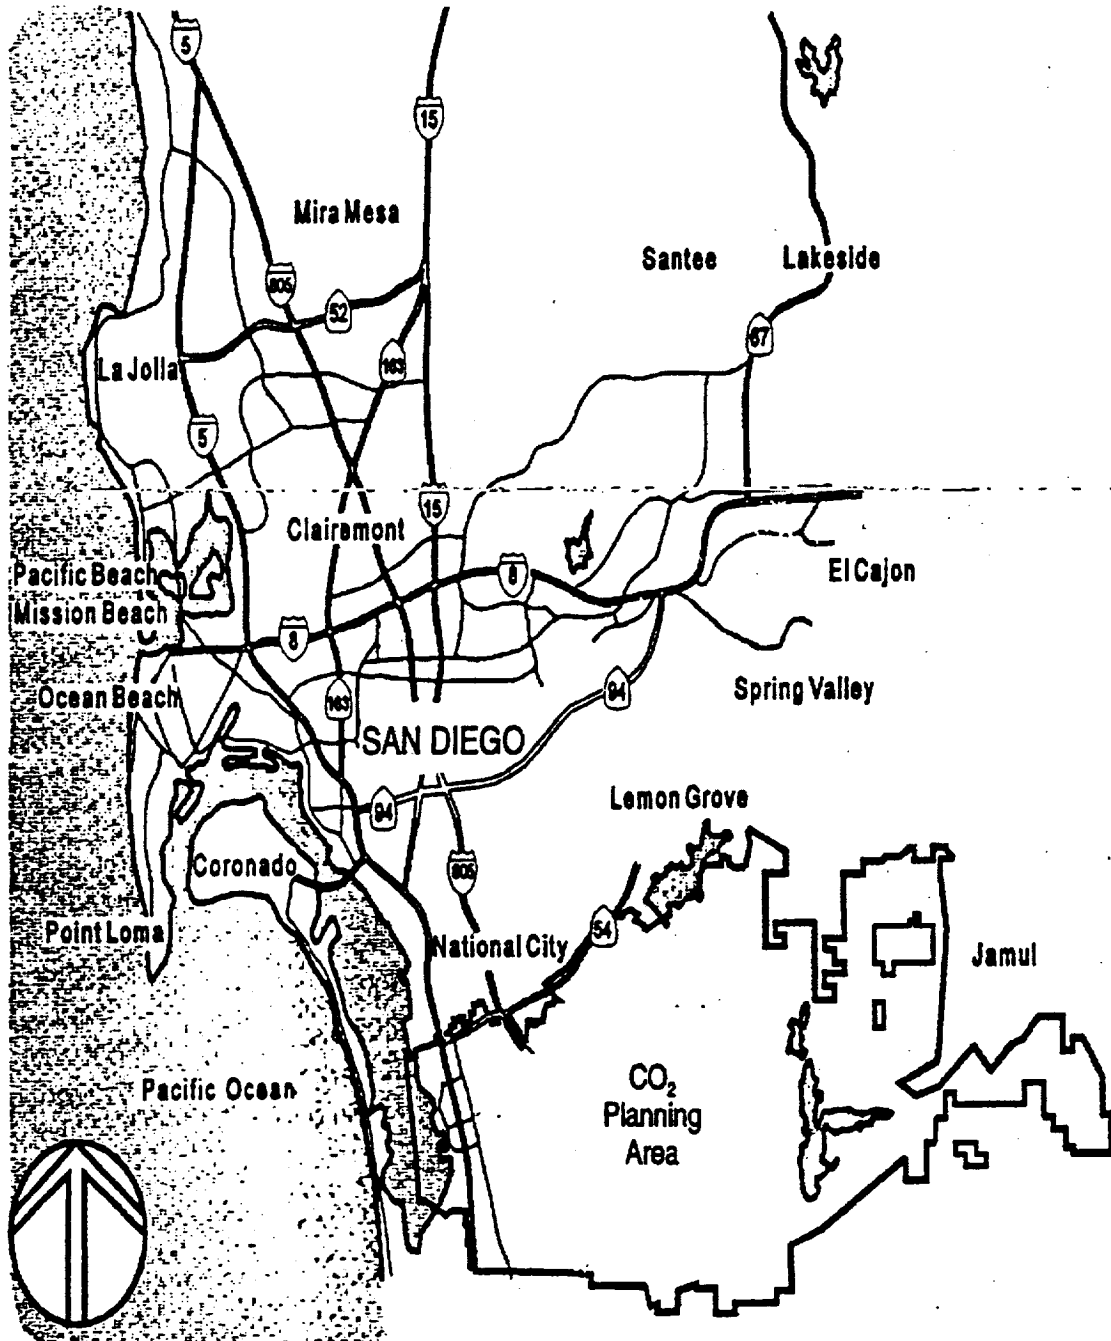 5
15
Mira Mesa
Santee
Lakeside
805
52
67
163
La Jolla
5
15
Clairemont
8
El Cajon
Pacific Beach
Mission Beach
8
Ocean Beach
163
94
Spring Valley
SAN DIEGO
94
Lemon Grove
Coronado
805
54
Point Loma
National City
Jamul
Pacific Ocean
CO₂
Planning
Area